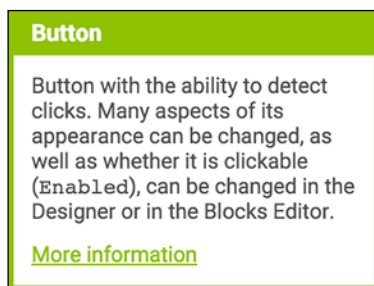 Button
Button with the ability to detect
clicks. Many aspects of its
appearance can be changed, as
well as whether it is clickable
(Enabled), can be changed in the
Designer or in the Blocks Editor.
More information